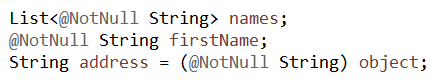 List<@NotNull String> names;
@NotNull String firstName;
String address = (@NotNull String) object;